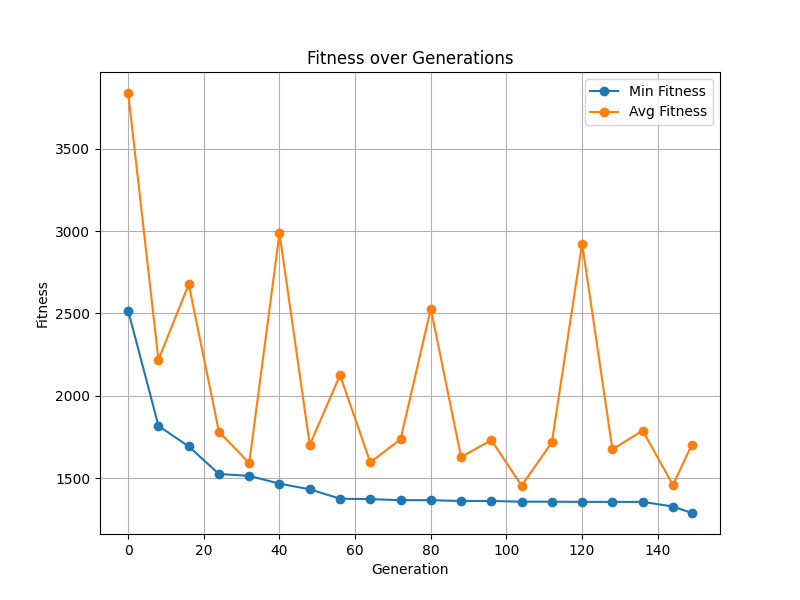 Fitness over Generations
Min Fitness
Avg Fitness
3500
3000
2500
2000
1500
Fitness
0 20 40 60 80 100 120 140
Generation